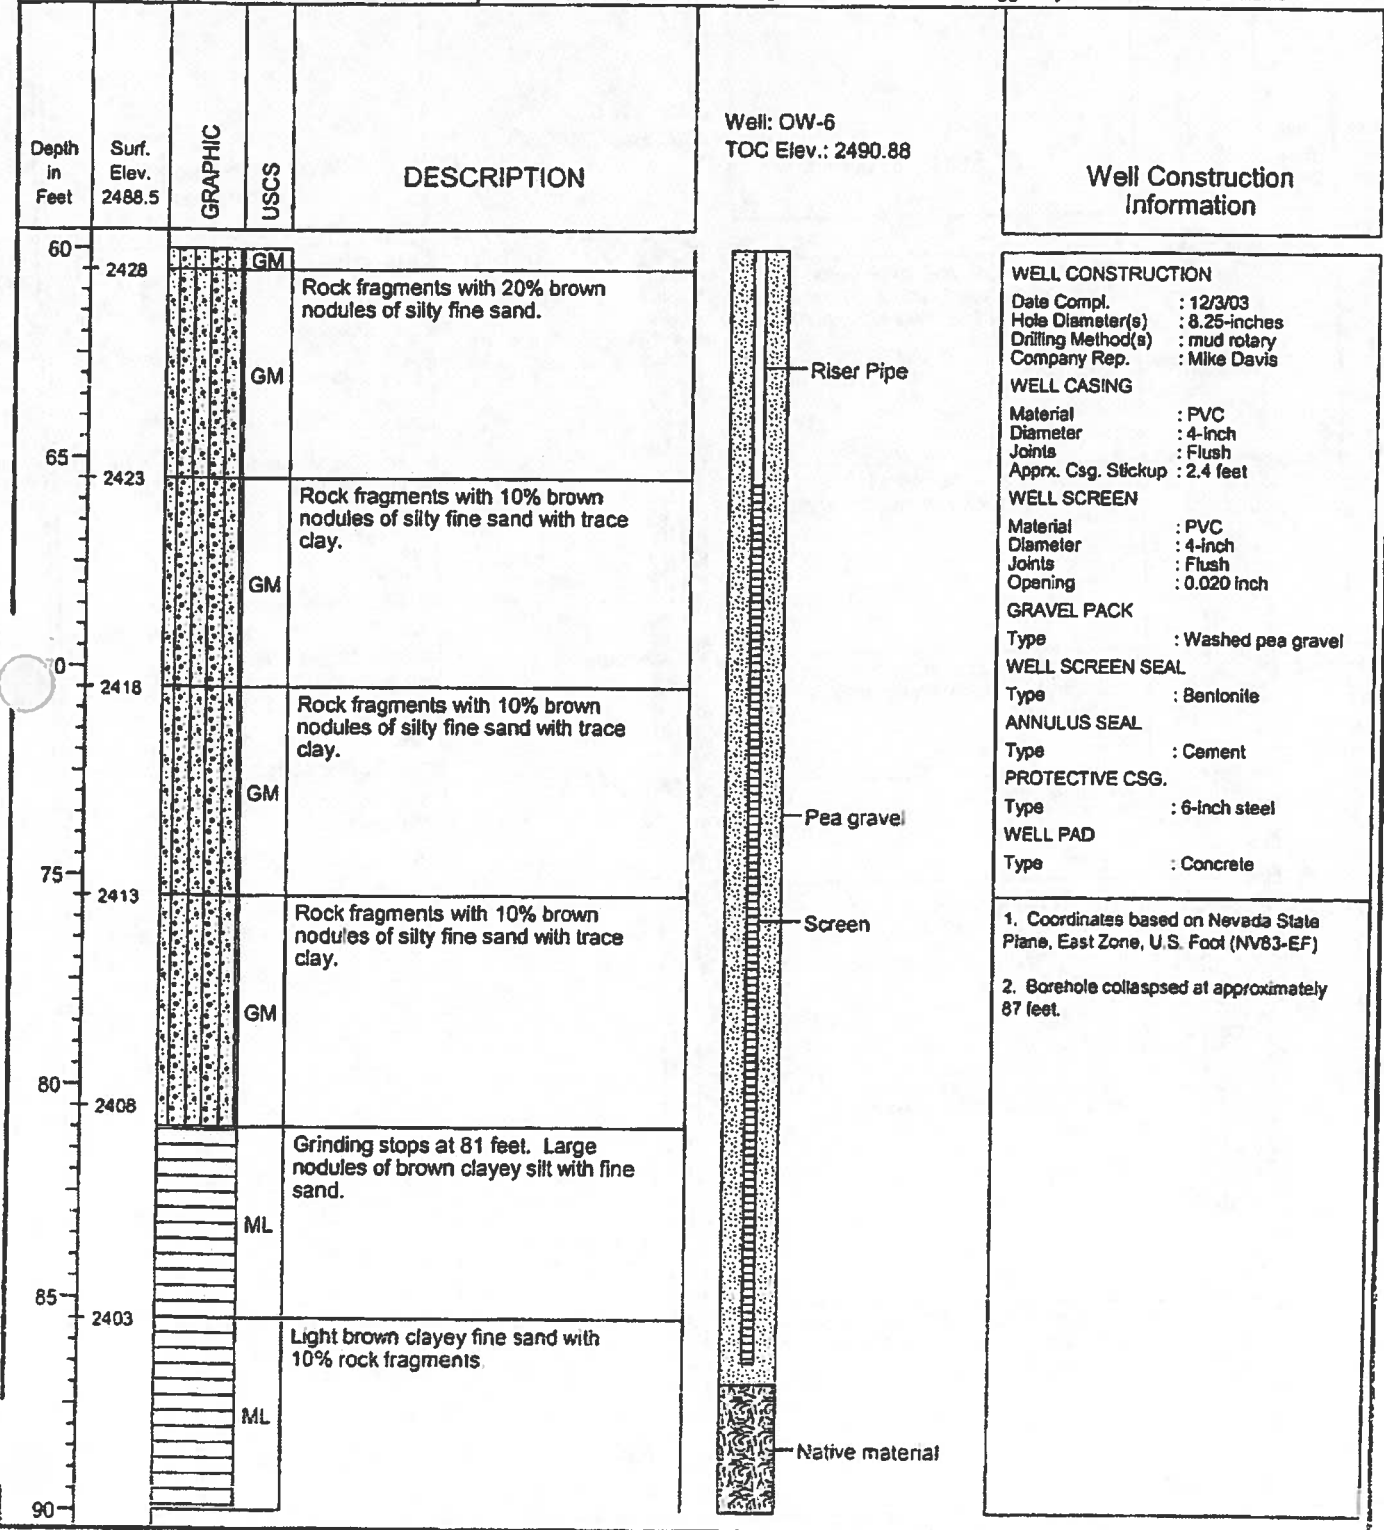 Depth
in
Feet
Surf.
Elev.
2488.5
GRAPHIC
USCS
DESCRIPTION
Well: OW-6
TOC Elev.: 2490.88
Well Construction
Information
60
2428
65
2423
70
2418
75
2413
80
2408
85
2403
90
GM
GM
GM
GM
GM
ML
ML
Rock fragments with 20% brown
nodules of silty fine sand.
Rock fragments with 10% brown
nodules of silty fine sand with trace
clay.
Rock fragments with 10% brown
nodules of silty fine sand with trace
clay.
Rock fragments with 10% brown
nodules of silty fine sand with trace
clay.
Grinding stops at 81 feet. Large
nodules of brown clayey silt with fine
sand.
Light brown clayey fine sand with
10% rock fragments.
Riser Pipe
Pea gravel
Screen
Native material
WELL CONSTRUCTION
Date Compl. : 12/3/03
Hole Diameter(s) : 8.25-inches
Drilling Method(s) : mud rotary
Company Rep. : Mike Davis
WELL CASING
Material : PVC
Diameter : 4-inch
Joints : Flush
Apprx. Csg. Stickup : 2.4 feet
WELL SCREEN
Material : PVC
Diameter : 4-inch
Joints : Flush
Opening : 0.020 inch
GRAVEL PACK
Type : Washed pea gravel
WELL SCREEN SEAL
Type : Bentonite
ANNULUS SEAL
Type : Cement
PROTECTIVE CSG.
Type : 6-inch steel
WELL PAD
Type : Concrete
1. Coordinates based on Nevada State
Plane, East Zone, U.S. Foot (NV83-EF)
2. Borehole collaspsed at approximately
87 feet.